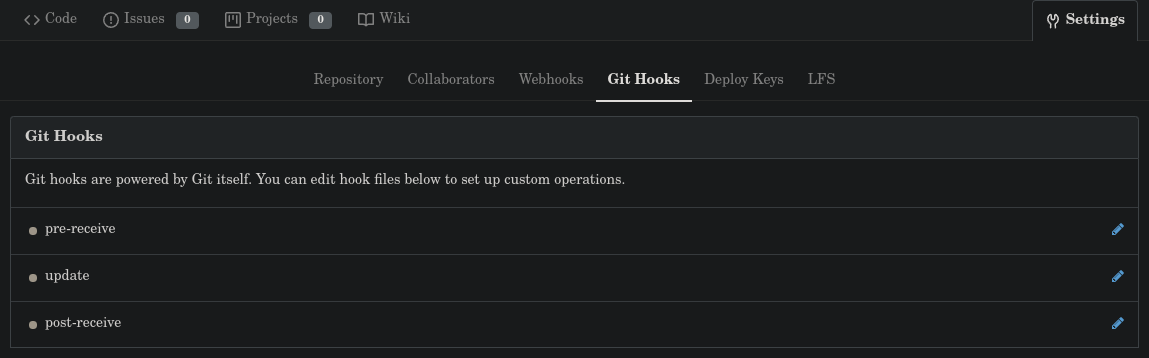 Code Issues 0 Projects 0 Wiki Settings
Repository Collaborators Webhooks Git Hooks Deploy Keys LFS
Git Hooks
Git hooks are powered by Git itself. You can edit hook files below to set up custom operations.
pre-receive
update
post-receive